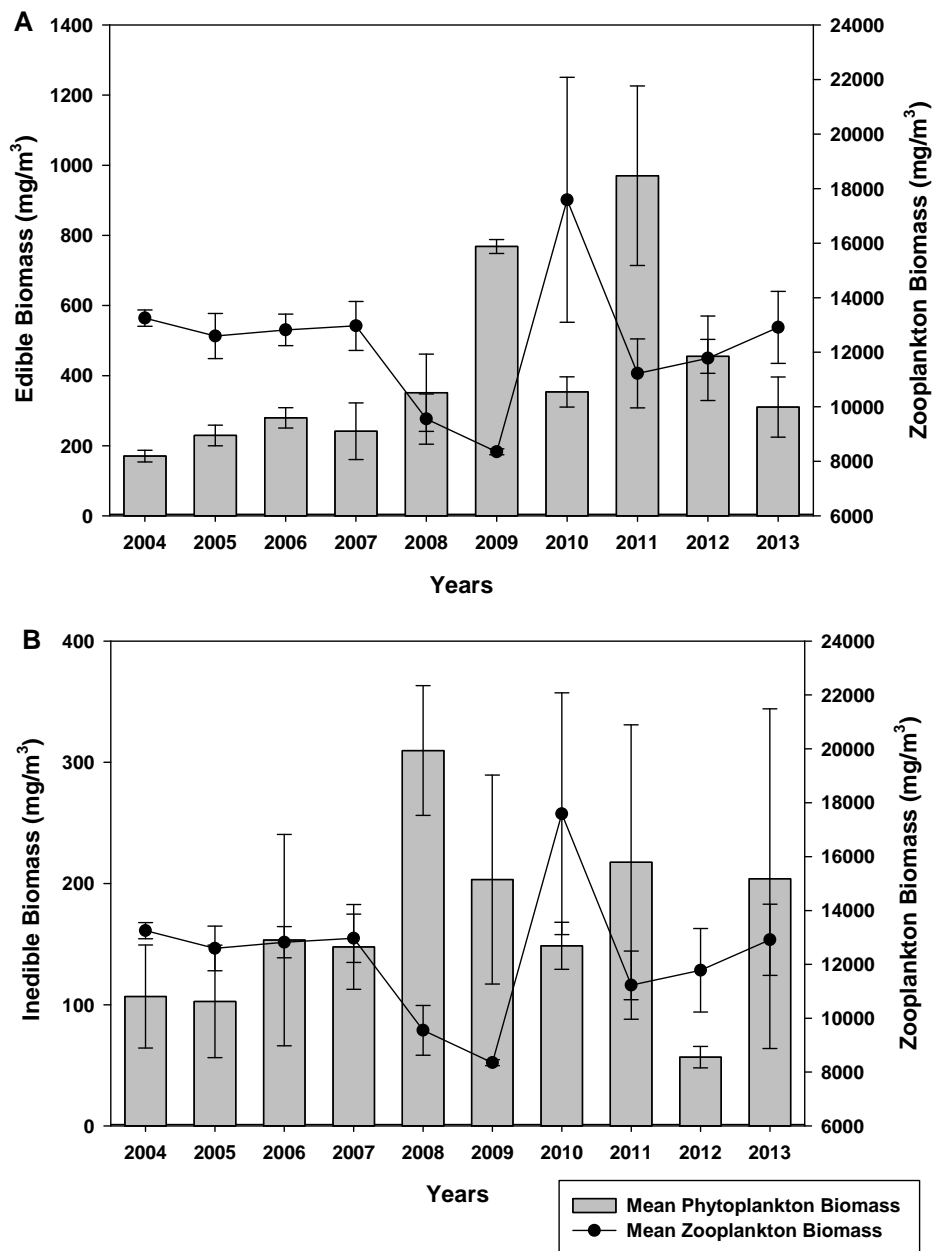 A
1400
1200
1000
800
600
400
200
0
Edible Biomass (mg/m³)
24000
22000
20000
18000
16000
14000
12000
10000
8000
6000
Zooplankton Biomass (mg/m³)
2004 2005 2006 2007 2008 2009 2010 2011 2012 2013
Years
B
400
300
200
100
0
Inedible Biomass (mg/m³)
24000
22000
20000
18000
16000
14000
12000
10000
8000
6000
Zooplankton Biomass (mg/m³)
2004 2005 2006 2007 2008 2009 2010 2011 2012 2013
Years
Mean Phytoplankton Biomass
Mean Zooplankton Biomass